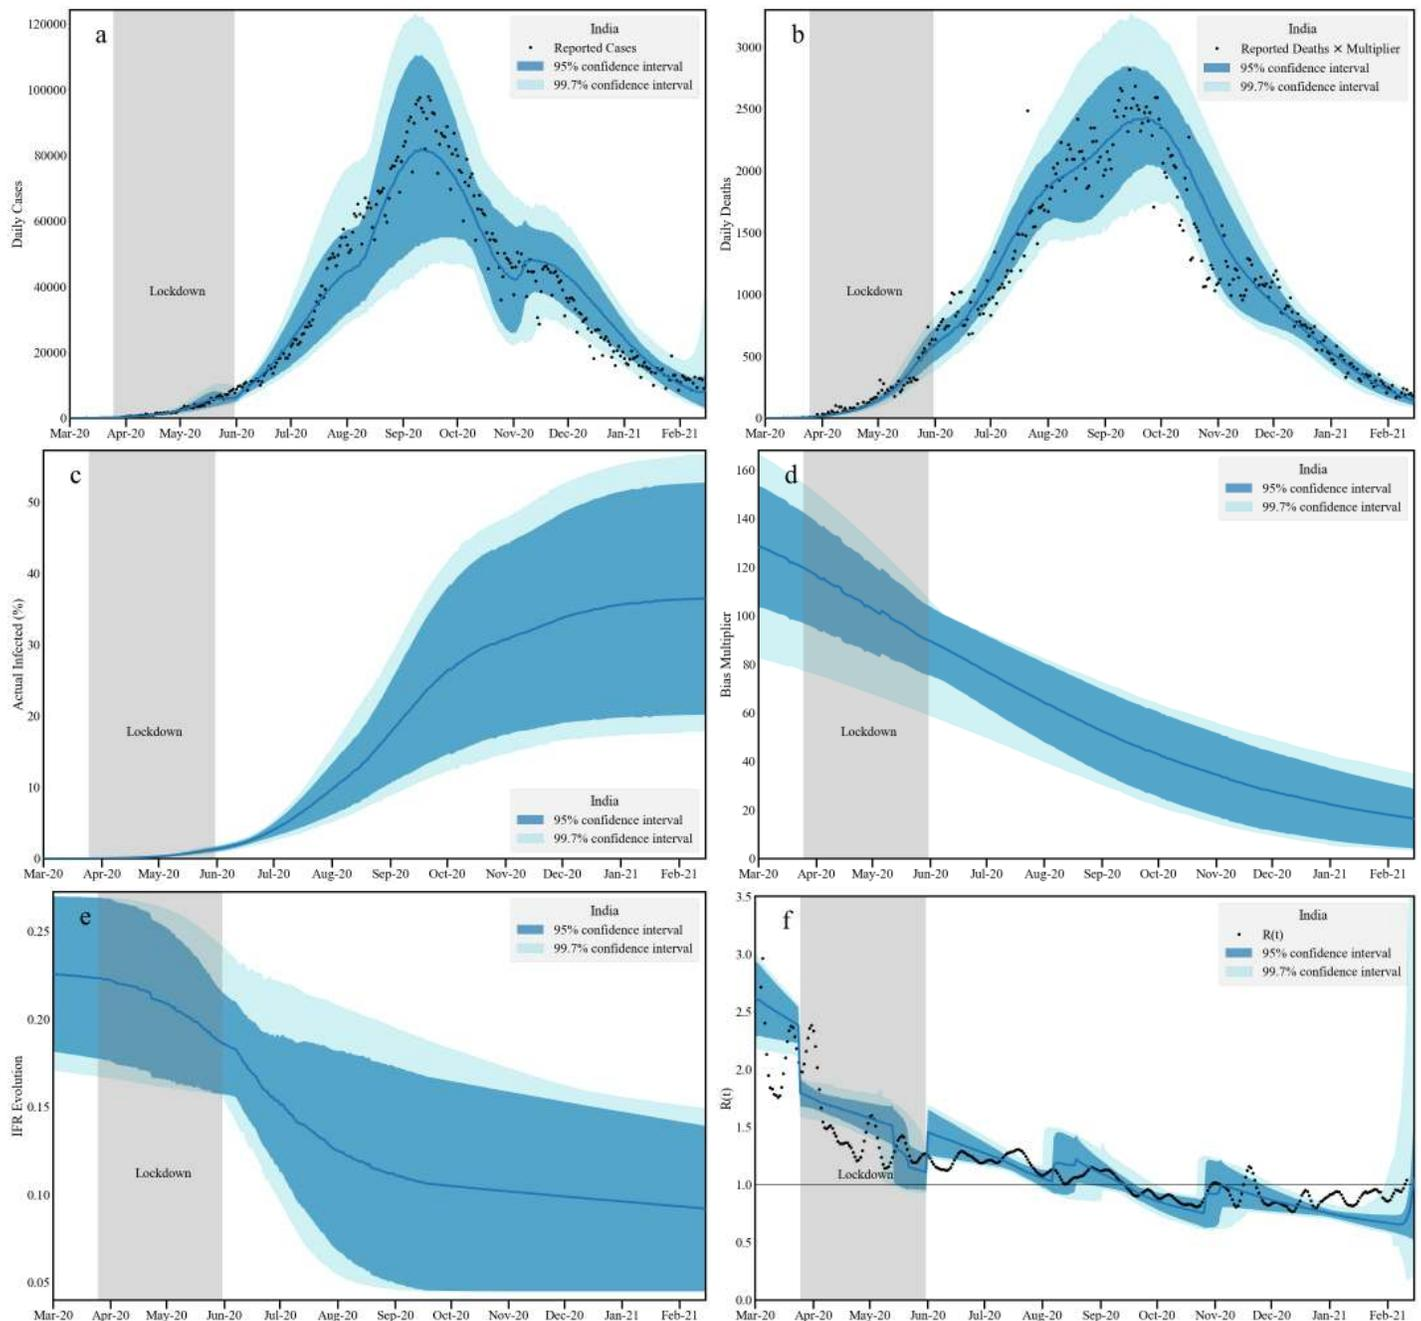 a
India
Reported Cases
95% confidence interval
99.7% confidence interval
Daily Cases
120000
100000
80000
60000
40000
20000
0
Lockdown
Mar-20 Apr-20 May-20 Jun-20 Jul-20 Aug-20 Sep-20 Oct-20 Nov-20 Dec-20 Jan-21 Feb-21
b
India
Reported Deaths × Multiplier
95% confidence interval
99.7% confidence interval
Daily Deaths
3000
2500
2000
1500
1000
500
0
Lockdown
Mar-20 Apr-20 May-20 Jun-20 Jul-20 Aug-20 Sep-20 Oct-20 Nov-20 Dec-20 Jan-21 Feb-21
c
Actual Infected (%)
50
40
30
20
10
0
Lockdown
India
95% confidence interval
99.7% confidence interval
Mar-20 Apr-20 May-20 Jun-20 Jul-20 Aug-20 Sep-20 Oct-20 Nov-20 Dec-20 Jan-21 Feb-21
d
India
95% confidence interval
99.7% confidence interval
Bias Multiplier
160
140
120
100
80
60
40
20
0
Lockdown
Mar-20 Apr-20 May-20 Jun-20 Jul-20 Aug-20 Sep-20 Oct-20 Nov-20 Dec-20 Jan-21 Feb-21
e
India
95% confidence interval
99.7% confidence interval
IFR Evolution
0.25
0.20
0.15
0.10
0.05
Lockdown
Mar-20 Apr-20 May-20 Jun-20 Jul-20 Aug-20 Sep-20 Oct-20 Nov-20 Dec-20 Jan-21 Feb-21
f
India
R(t)
95% confidence interval
99.7% confidence interval
R(t)
3.5
3.0
2.5
2.0
1.5
1.0
0.5
0.0
Lockdown
Mar-20 Apr-20 May-20 Jun-20 Jul-20 Aug-20 Sep-20 Oct-20 Nov-20 Dec-20 Jan-21 Feb-21